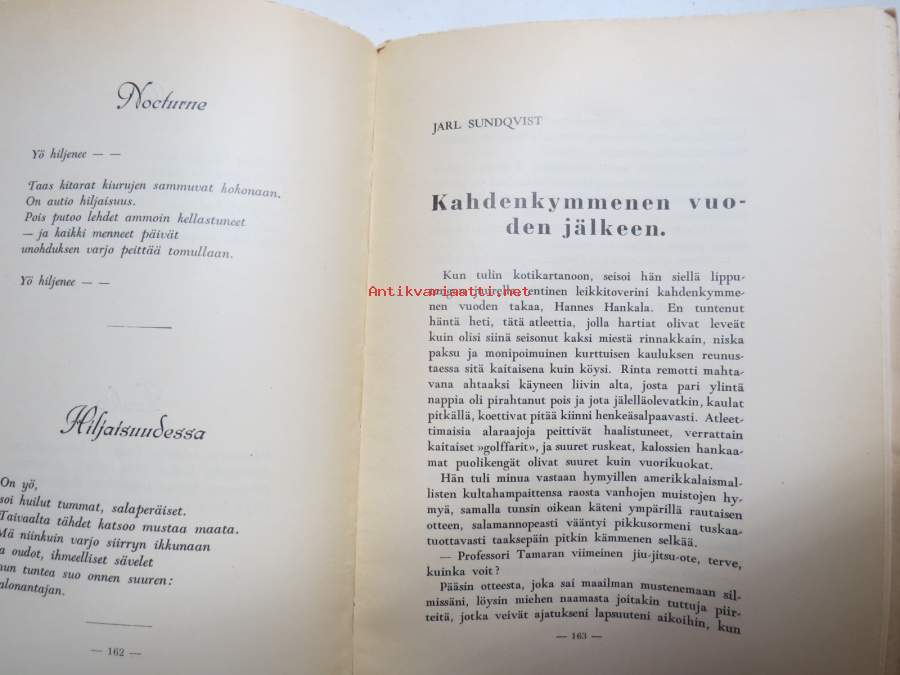 Nocturne
Yö hiljenee — —
Taas kitarat kiurujen sammuvat kokonaan.
On autio hiljaisuus.
Pois putoo lehdet ammoin kellastuneet
— ja kaikki menneet päivät
unohduksen varjo peittää tomullaan.
Yö hiljenee — —
Hiljaisuudessa
On yö,
soi huilut tummat, salaperäiset.
Taivaalta tähdet katsoo mustaa maata.
Mä niinkuin varjo siirryn ikkunaan
a oudot, ihmeelliset sävelet
nun tuntea suo onnen suuren:
alonantajan.
— 162 —
JARL SUNDQVIST
Kahdenkymmenen vuo-
den jälkeen.
Kun tulin kotikartanoon, seisoi hän siellä lippu-
juurella entinen leikkitoverini kahdenkymme-
Antikvariaatti.net
nen vuoden takaa, Hannes Hankala. En tuntenut
häntä heti, tätä atleettia, jolla hartiat olivat leveät
kuin olisi siinä seisonut kaksi miestä rinnakkain, niska
paksu ja monipoimuinen kurttuisen kauluksen reunus-
taessa sitä kaitaisena kuin köysi. Rinta remotti mahta-
vana ahtaaksi käyneen liivin alta, josta pari ylintä
nappia oli pirahtanut pois ja jota jälelläolevatkin, kaulat
pitkällä, koettivat pitää kiinni henkeäsalpaavasti. Atleet-
timaisia alaraajoja peittivät haalistuneet, verrattain
kaitaiset »golffarit», ja suuret ruskeat, kalossien hankaa-
mat puolikengät olivat suuret kuin vuorikuokat.
Hän tuli minua vastaan hymyillen amerikkalaismal-
listen kultahampaittensa raosta vanhojen muistojen hy-
myä, samalla tunsin oikean käteni ympärillä rautaisen
otteen, salamannopeasti vääntyi pikkusormeni tuskaa-
tuottavasti taaksepäin pitkin kämmenen selkää.
— Professori Tamaran viimeinen jiu-jitsu-ote, terve,
kuinka voit?
Pääsin otteesta, joka sai maailman mustenemaan sil-
missäni, löysin miehen naamasta joitakin tuttuja piir-
teitä, jotka veivät ajatukseni lapsuuteni aikoihin, kun
— 163 —